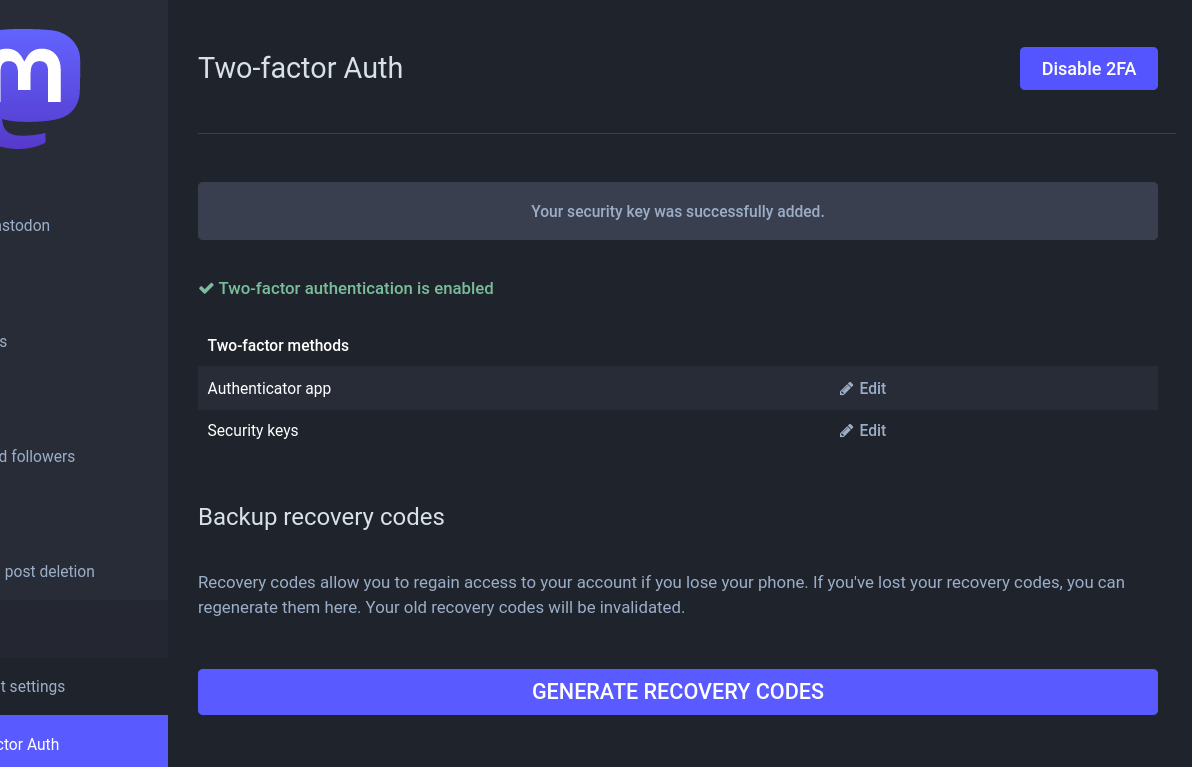 Two-factor Auth
Disable 2FA
Your security key was successfully added.
Two-factor authentication is enabled
Two-factor methods
Authenticator app
Edit
Security keys
Edit
Backup recovery codes
Recovery codes allow you to regain access to your account if you lose your phone. If you've lost your recovery codes, you can
regenerate them here. Your old recovery codes will be invalidated.
GENERATE RECOVERY CODES
m
stodon
s
d followers
post deletion
t settings
ctor Auth